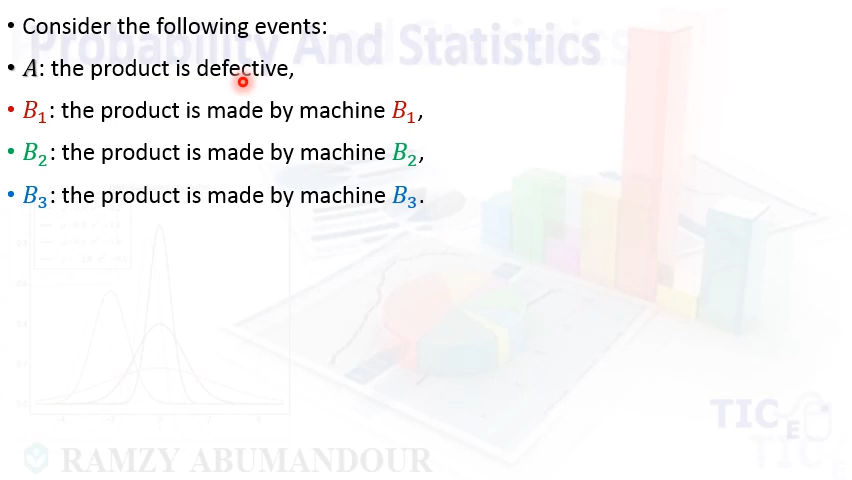 Probability And Statistics
• Consider the following events:
• A: the product is defective,
• B₁: the product is made by machine B₁,
• B₂: the product is made by machine B₂,
• B₃: the product is made by machine B₃.
TICE
RAMZY ABUMANDOUR